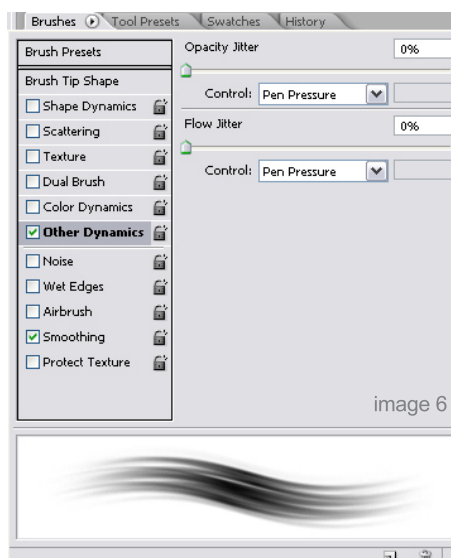 Brushes Tool Presets Swatches History
Brush Presets
Brush Tip Shape
Shape Dynamics
Scattering
Texture
Dual Brush
Color Dynamics
Other Dynamics
Noise
Wet Edges
Airbrush
Smoothing
Protect Texture
Opacity Jitter 0%
Control: Pen Pressure
Flow Jitter 0%
Control: Pen Pressure
image 6